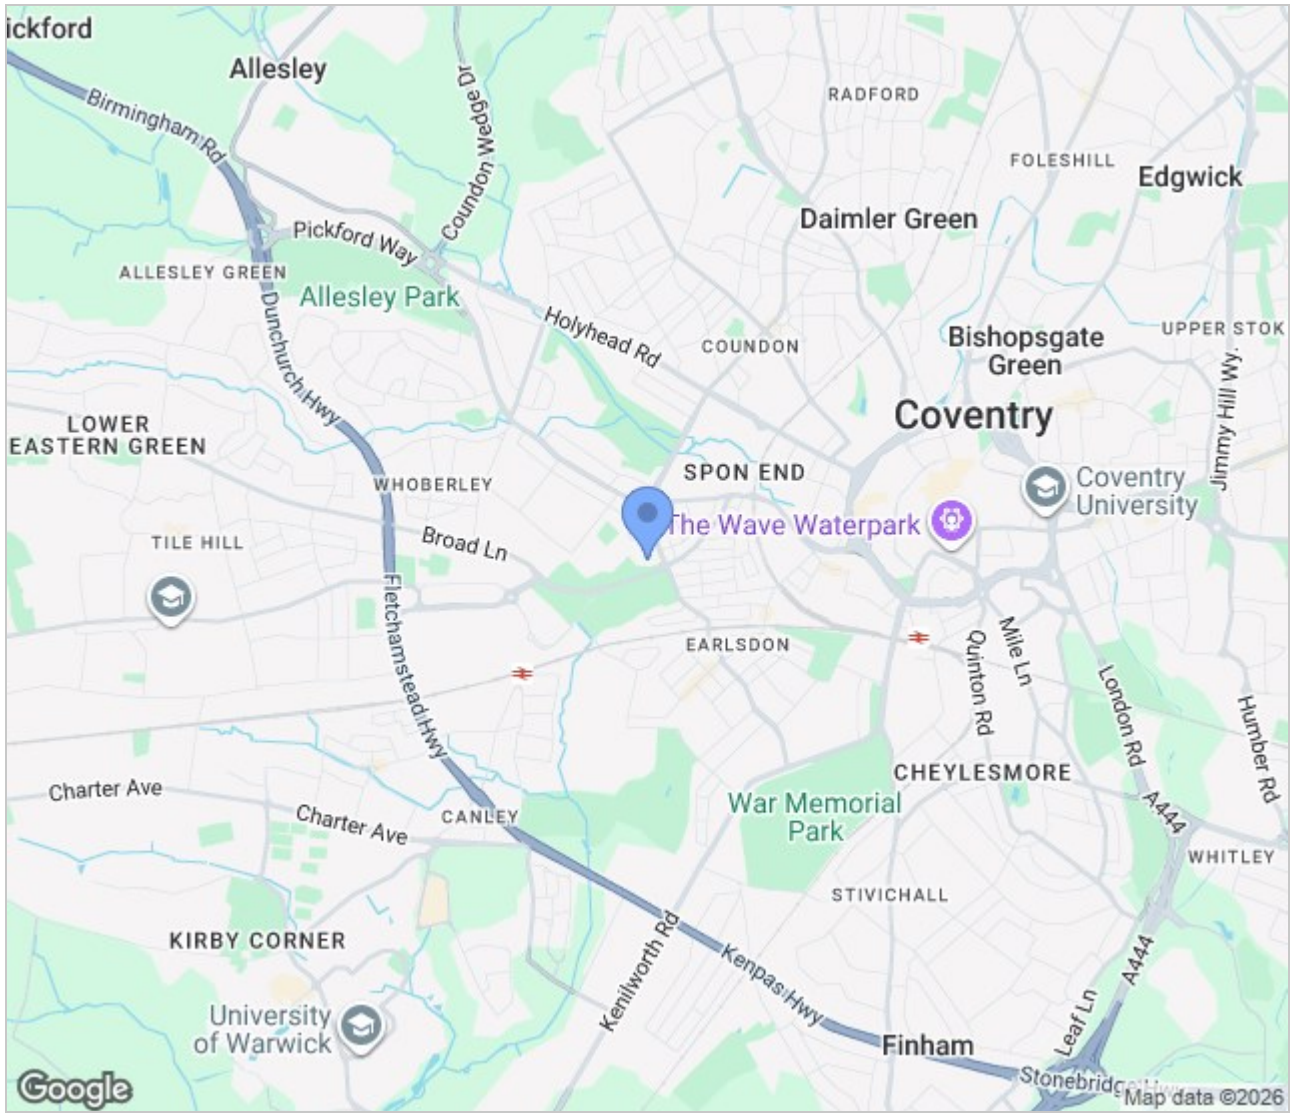 ickford
Allesley
Birmingham Rd
Coundon Wedge Dr
RADFORD
FOLESHILL
Edgwick
Daimler Green
Pickford Way
ALLESLEY GREEN
Allesley Park
Dunchurch Hwy
Holyhead Rd
COUNDON
Bishopsgate
Green
UPPER STOK
Jimmy Hill Wy.
Coventry
LOWER
EASTERN GREEN
WHOBERLEY
SPON END
Coventry
University
The Wave Waterpark
Broad Ln
TILE HILL
Fletchamstead Hwy
EARLSDON
Mile Ln
Quinton Rd
London Rd
Humber Rd
CHEYLESMORE
Charter Ave
Charter Ave
CANLEY
War Memorial
Park
A444
WHITLEY
STIVICHALL
KIRBY CORNER
Kenilworth Rd
Kenpas Hwy
A444
Leaf Ln
University
of Warwick
Finham
Stonebridge Hwy
Google
Map data ©2026